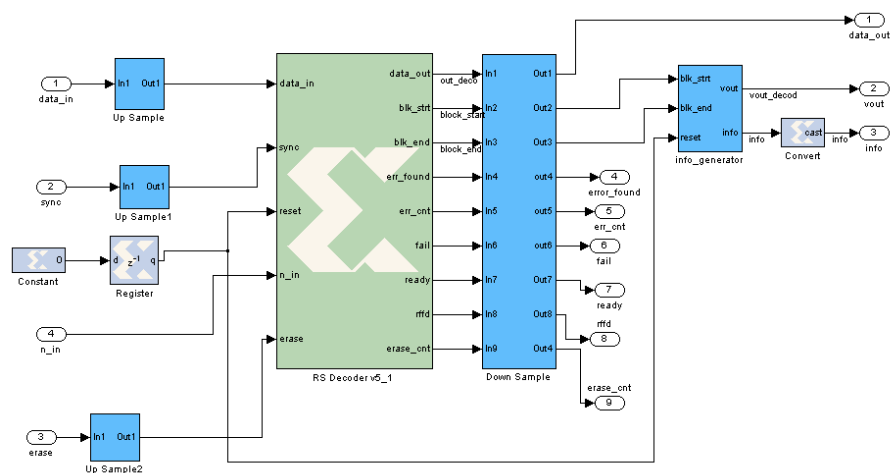 1
data_in
In1 Out1
Up Sample
2
sync
In1 Out1
Up Sample1
0
Constant
d z⁻¹ q
Register
4
n_in
3
erase
In1 Out1
Up Sample2
data_in
sync
reset
n_in
erase
data_out
blk_strt
blk_end
err_found
err_cnt
fail
ready
rffd
erase_cnt
RS Decoder v5_1
out_deco
block_start
block_end
In1 Out1
In2 Out2
In3 Out3
In4 out4
In5 out5
In6 out6
In7 Out7
In8 Out8
In9 Out4
Down Sample
1
data_out
blk_strt
blk_end
reset
vout
info
info_generator
vout_decod
2
vout
info
cast
Convert
info
3
info
4
error_found
5
err_cnt
6
fail
7
ready
rffd
8
erase_cnt
9